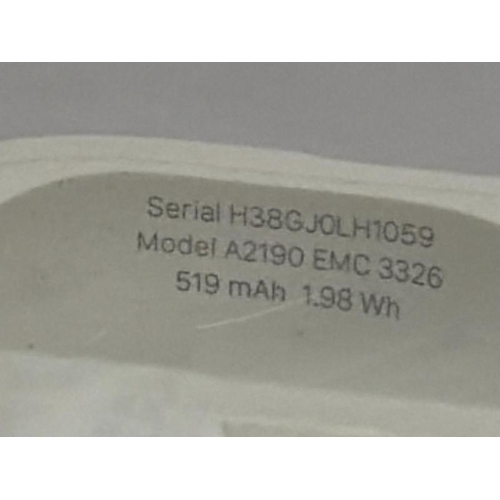 Serial H38GJ0LH1059
Model A2190 EMC 3326
519 mAh 1.98 Wh